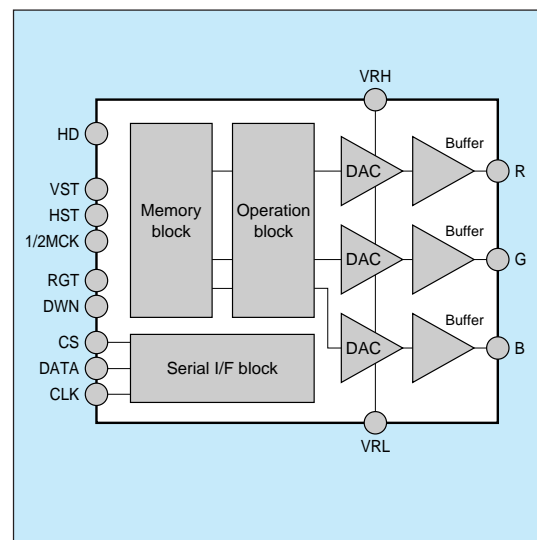 VRH
HD
Buffer
DAC
R
VST
HST
1/2MCK
Memory
block
Operation
block
Buffer
DAC
G
RGT
DWN
Buffer
DAC
B
CS
DATA
CLK
Serial I/F block
VRL